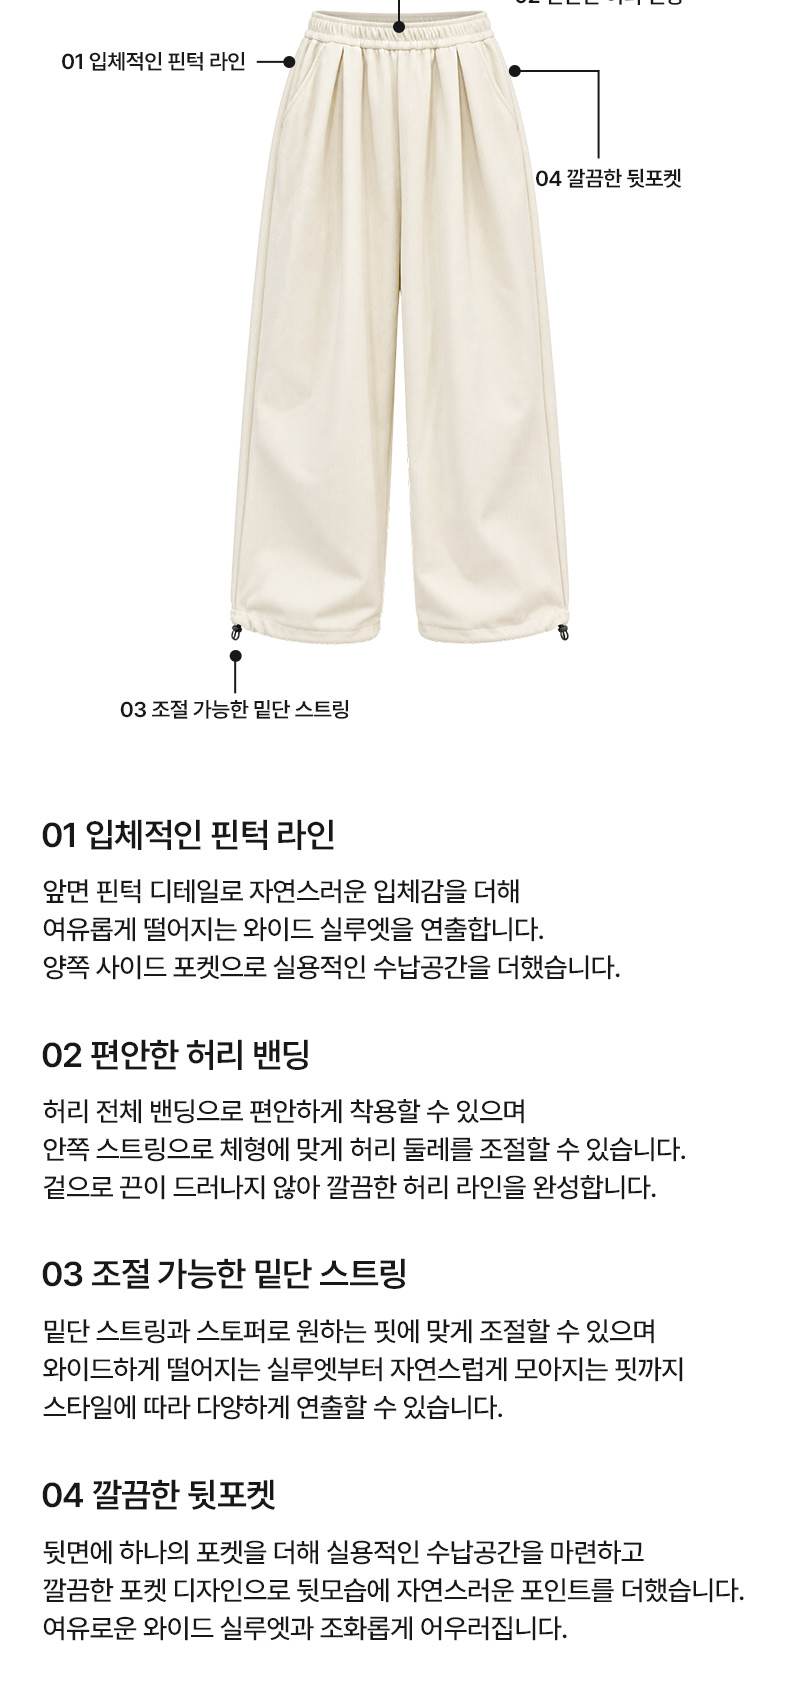 01 입체적인 핀턱 라인
04 깔끔한 뒷포켓
03 조절 가능한 밑단 스트링
01 입체적인 핀턱 라인
앞면 핀턱 디테일로 자연스러운 입체감을 더해
여유롭게 떨어지는 와이드 실루엣을 연출합니다.
양쪽 사이드 포켓으로 실용적인 수납공간을 더했습니다.
02 편안한 허리 밴딩
허리 전체 밴딩으로 편안하게 착용할 수 있으며
안쪽 스트링으로 체형에 맞게 허리 둘레를 조절할 수 있습니다.
겉으로 끈이 드러나지 않아 깔끔한 허리 라인을 완성합니다.
03 조절 가능한 밑단 스트링
밑단 스트링과 스토퍼로 원하는 핏에 맞게 조절할 수 있으며
와이드하게 떨어지는 실루엣부터 자연스럽게 모아지는 핏까지
스타일에 따라 다양하게 연출할 수 있습니다.
04 깔끔한 뒷포켓
뒷면에 하나의 포켓을 더해 실용적인 수납공간을 마련하고
깔끔한 포켓 디자인으로 뒷모습에 자연스러운 포인트를 더했습니다.
여유로운 와이드 실루엣과 조화롭게 어우러집니다.